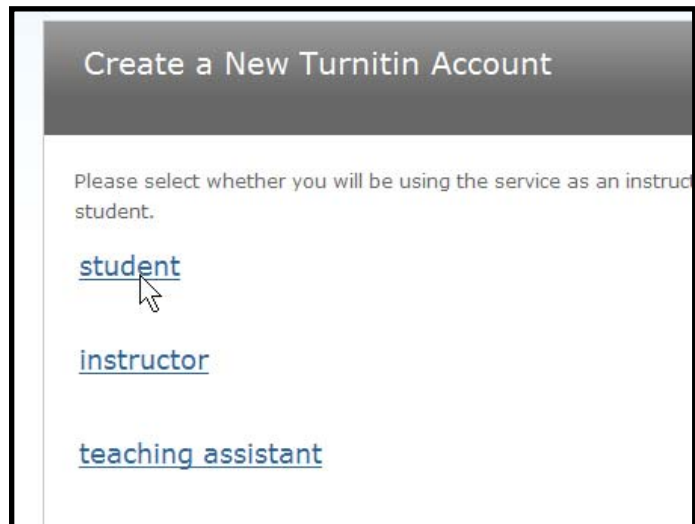 Create a New Turnitin Account
Please select whether you will be using the service as an
student.
student
instructor
teaching assistant